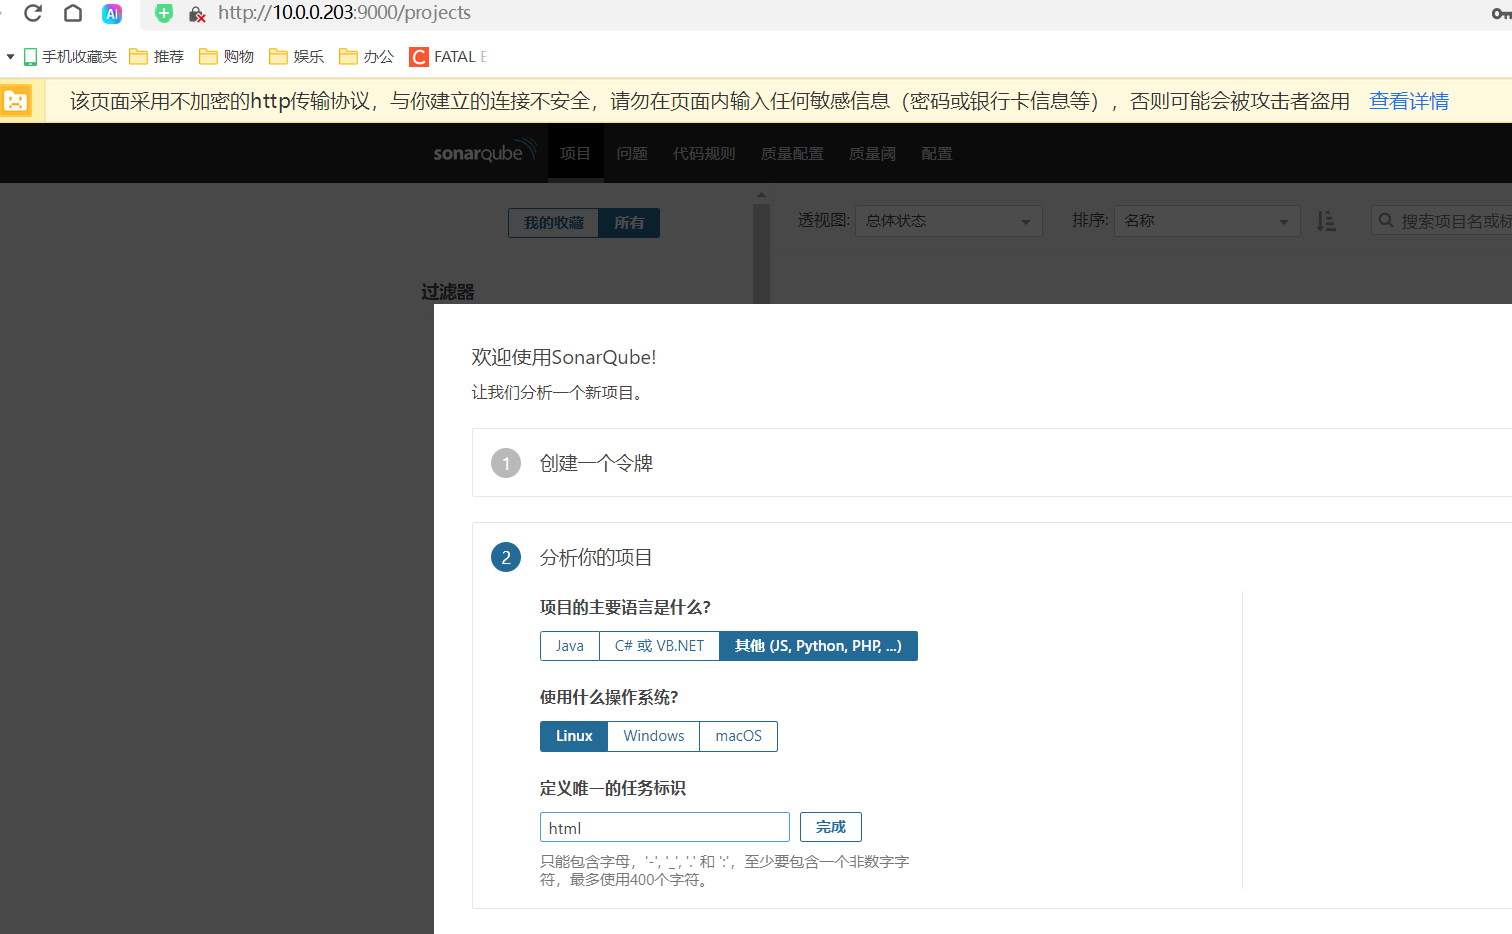 AI
http://10.0.0.203:9000/projects
手机收藏夹 推荐 购物 娱乐 办公 C FATAL E
该页面采用不加密的http传输协议，与你建立的连接不安全，请勿在页面内输入任何敏感信息（密码或银行卡信息等），否则可能会被攻击者盗用 查看详情
sonarqube 项目 问题 代码规则 质量配置 质量阈 配置
我的收藏 所有 透视图: 总体状态 排序: 名称 搜索项目名或标
过滤器
欢迎使用SonarQube!
让我们分析一个新项目。
1 创建一个令牌
2 分析你的项目
项目的主要语言是什么?
Java C# 或 VB.NET 其他 (JS, Python, PHP, ...)
使用什么操作系统?
Linux Windows macOS
定义唯一的任务标识
html 完成
只能包含字母，'-', '_', '.' 和 ':'，至少要包含一个非数字字
符，最多使用400个字符。